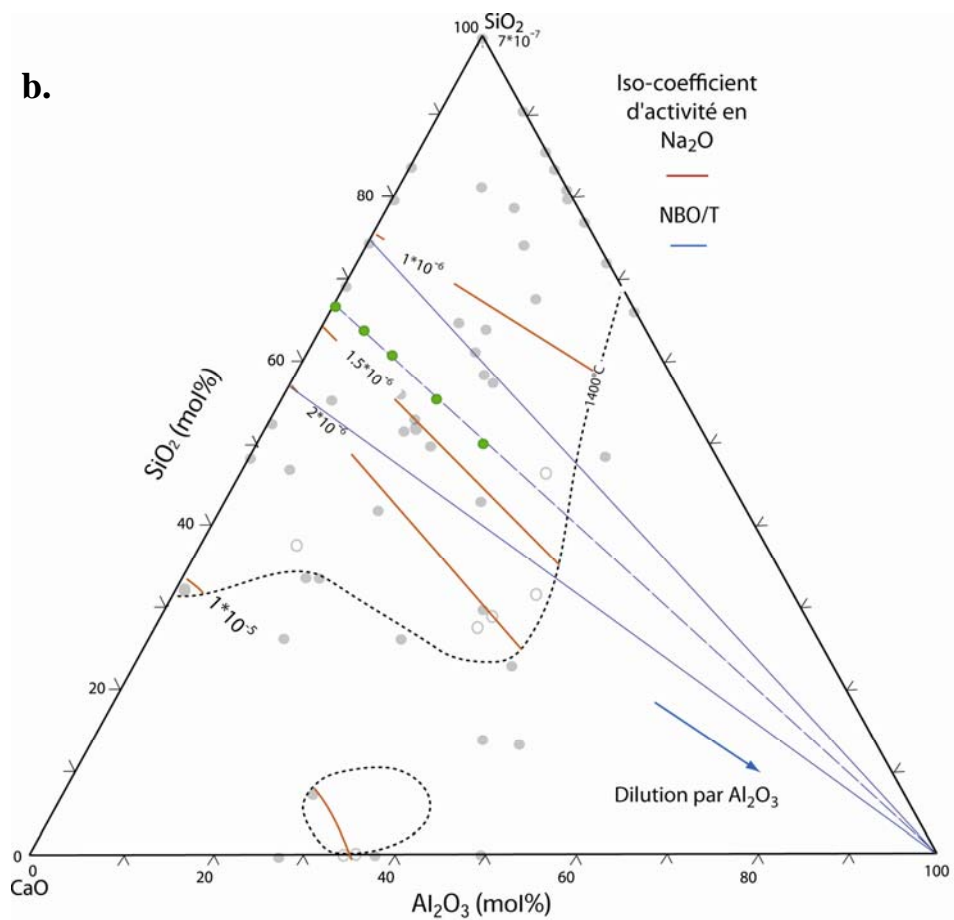 b.
SiO₂
100
7*10⁻⁷
Iso-coefficient
d'activité en
Na₂O
NBO/T
80
1*10⁻⁶
60
1.5*10⁻⁶
1400°C
2*10⁻⁶
SiO₂ (mol%)
40
1*10⁻⁵
20
Dilution par Al₂O₃
0
0
CaO
20
40
60
80
100
Al₂O₃ (mol%)